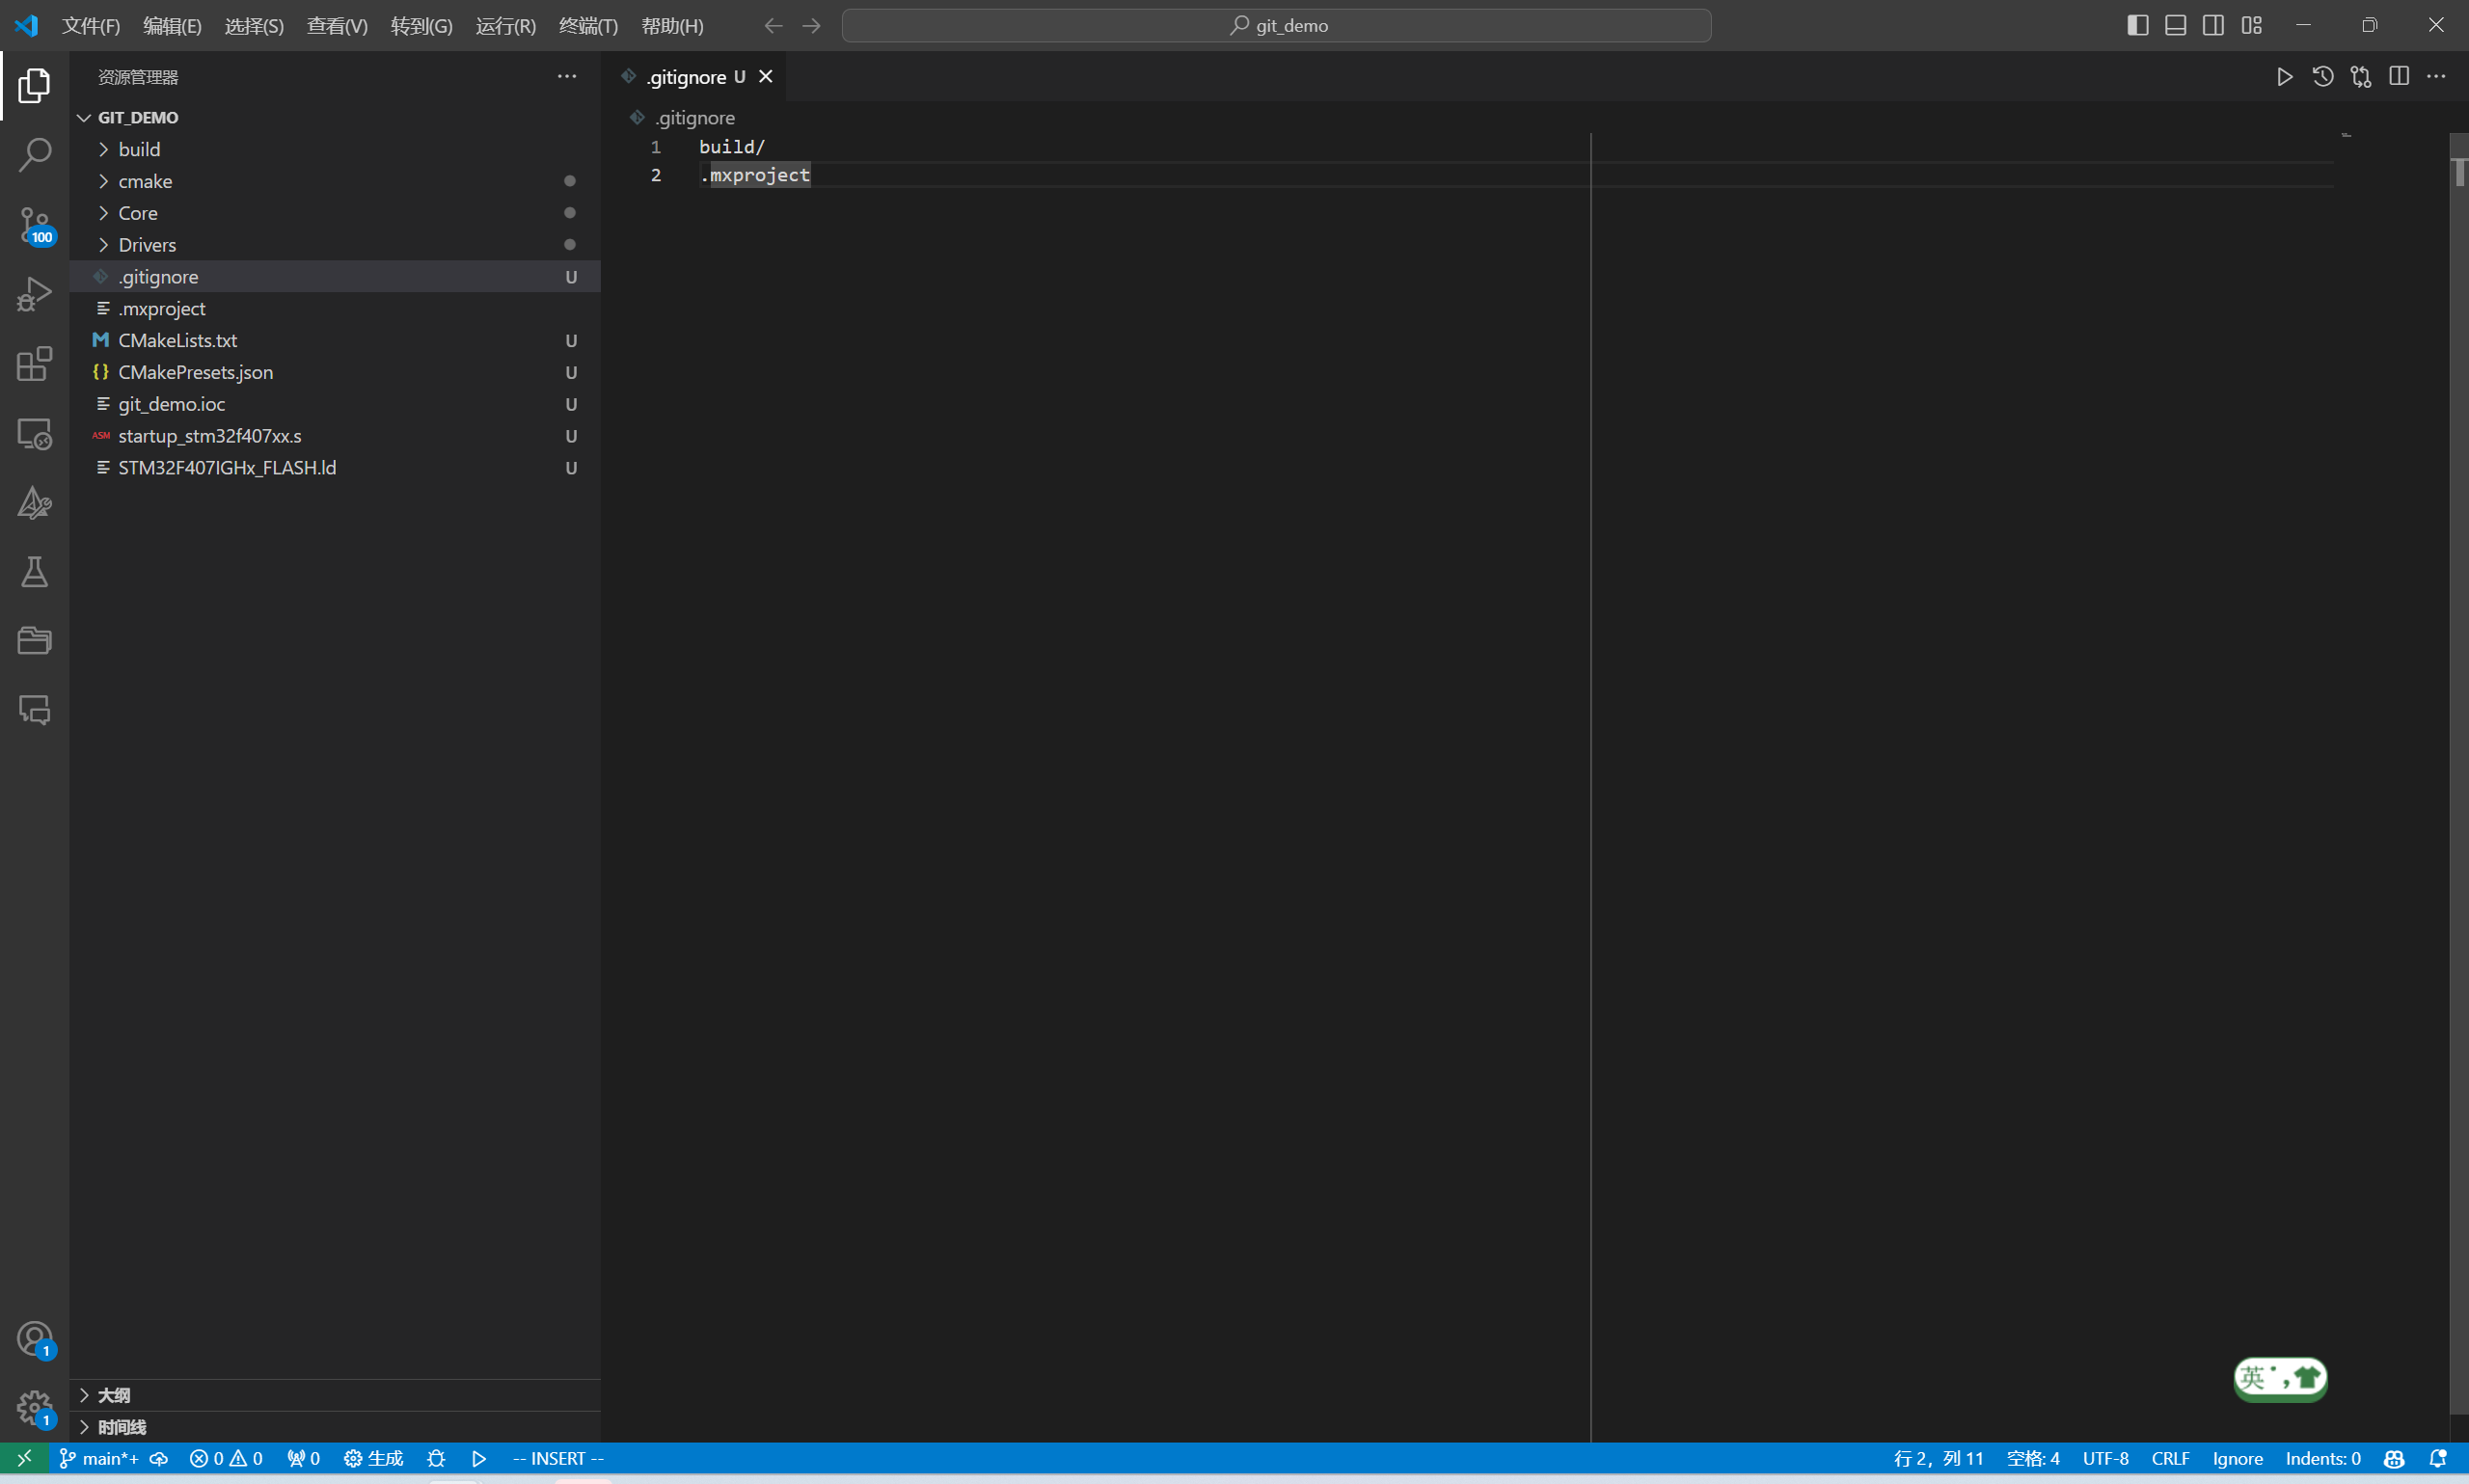 文件(F) 编辑(E) 选择(S) 查看(V) 转到(G) 运行(R) 终端(T) 帮助(H) git_demo
资源管理器
.gitignore U
GIT_DEMO
.gitignore
build
cmake
Core
Drivers
.gitignore U
.mxproject
CMakeLists.txt U
CMakePresets.json U
git_demo.ioc U
ASM startup_stm32f407xx.s U
STM32F407IGHx_FLASH.ld U
100
1 build/
2 .mxproject
1
1
大纲
时间线
英
main*+ 0 0 0 生成 -- INSERT -- 行 2，列 11 空格: 4 UTF-8 CRLF Ignore Indents: 0